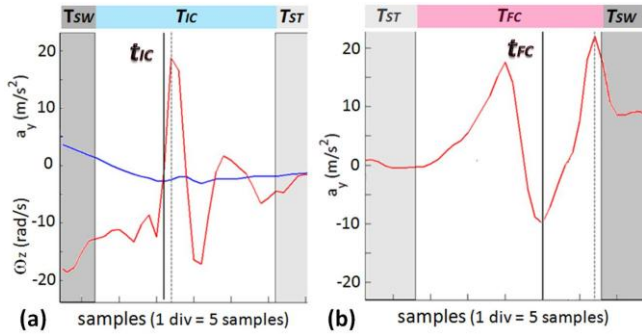 TSW TIC TST
tIC
20
10
0
-10
-20
ay (m/s²)
ωz (rad/s)
(a) samples (1 div = 5 samples)
TST TFC TSW
tFC
20
10
0
-10
-20
ay (m/s²)
(b) samples (1 div = 5 samples)